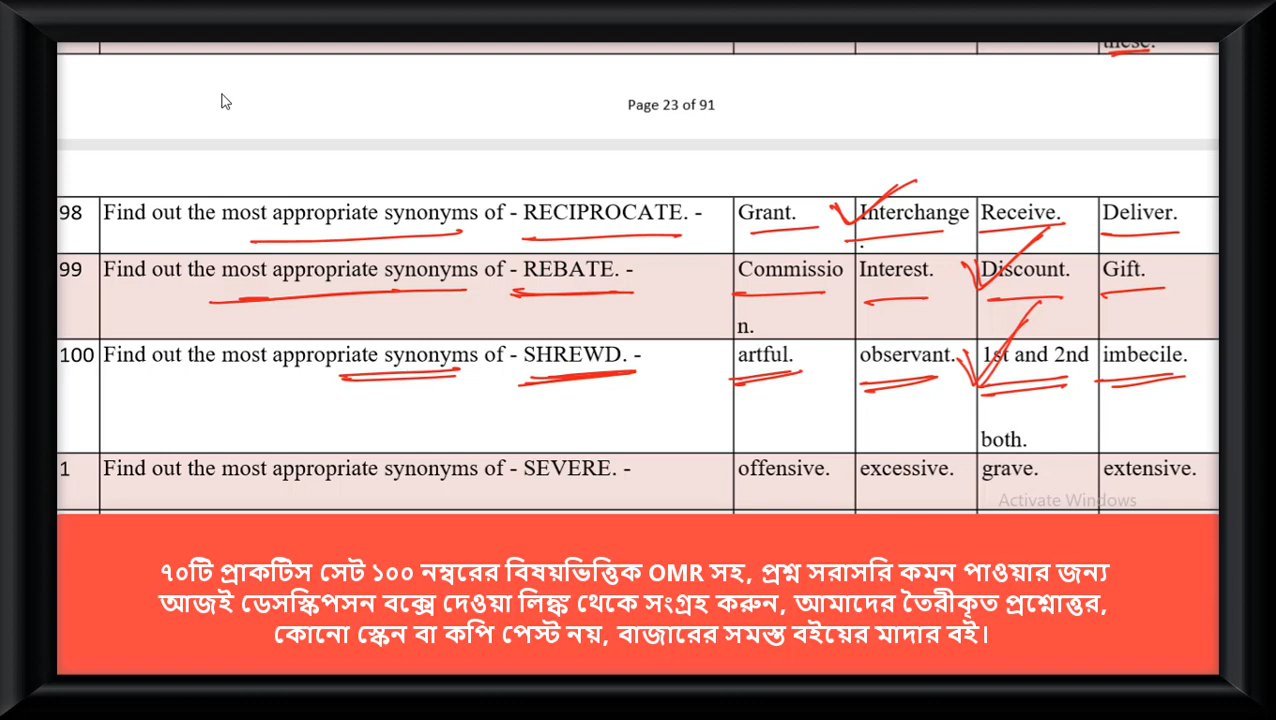 these.
Page 23 of 91
98 Find out the most appropriate synonyms of - RECIPROCATE. - Grant. Interchange Receive. Deliver.
.
99 Find out the most appropriate synonyms of - REBATE. - Commissio Interest. Discount. Gift.
n.
100 Find out the most appropriate synonyms of - SHREWD. - artful. observant. 1st and 2nd imbecile.
both.
1 Find out the most appropriate synonyms of - SEVERE. - offensive. excessive. grave. extensive.
Activate Windows
৭০টি প্রাকটিস সেট ১০০ নম্বরের বিষয়ভিত্তিক OMR সহ, প্রশ্ন সরাসরি কমন পাওয়ার জন্য
আজই ডেসস্কিপসন বক্সে দেওয়া লিঙ্ক থেকে সংগ্রহ করুন, আমাদের তৈরীকৃত প্রশ্নোত্তর,
কোনো স্কেন বা কপি পেস্ট নয়, বাজারের সমস্ত বইয়ের মাদার বই।